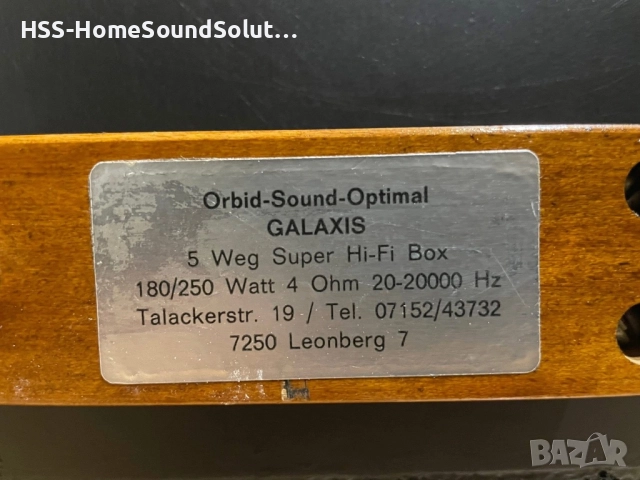 HSS-HomeSoundSolut...
Orbid-Sound-Optimal
GALAXIS
5 Weg Super Hi-Fi Box
180/250 Watt 4 Ohm 20-20000 Hz
Talackerstr. 19 / Tel. 07152/43732
7250 Leonberg 7
BAZAR